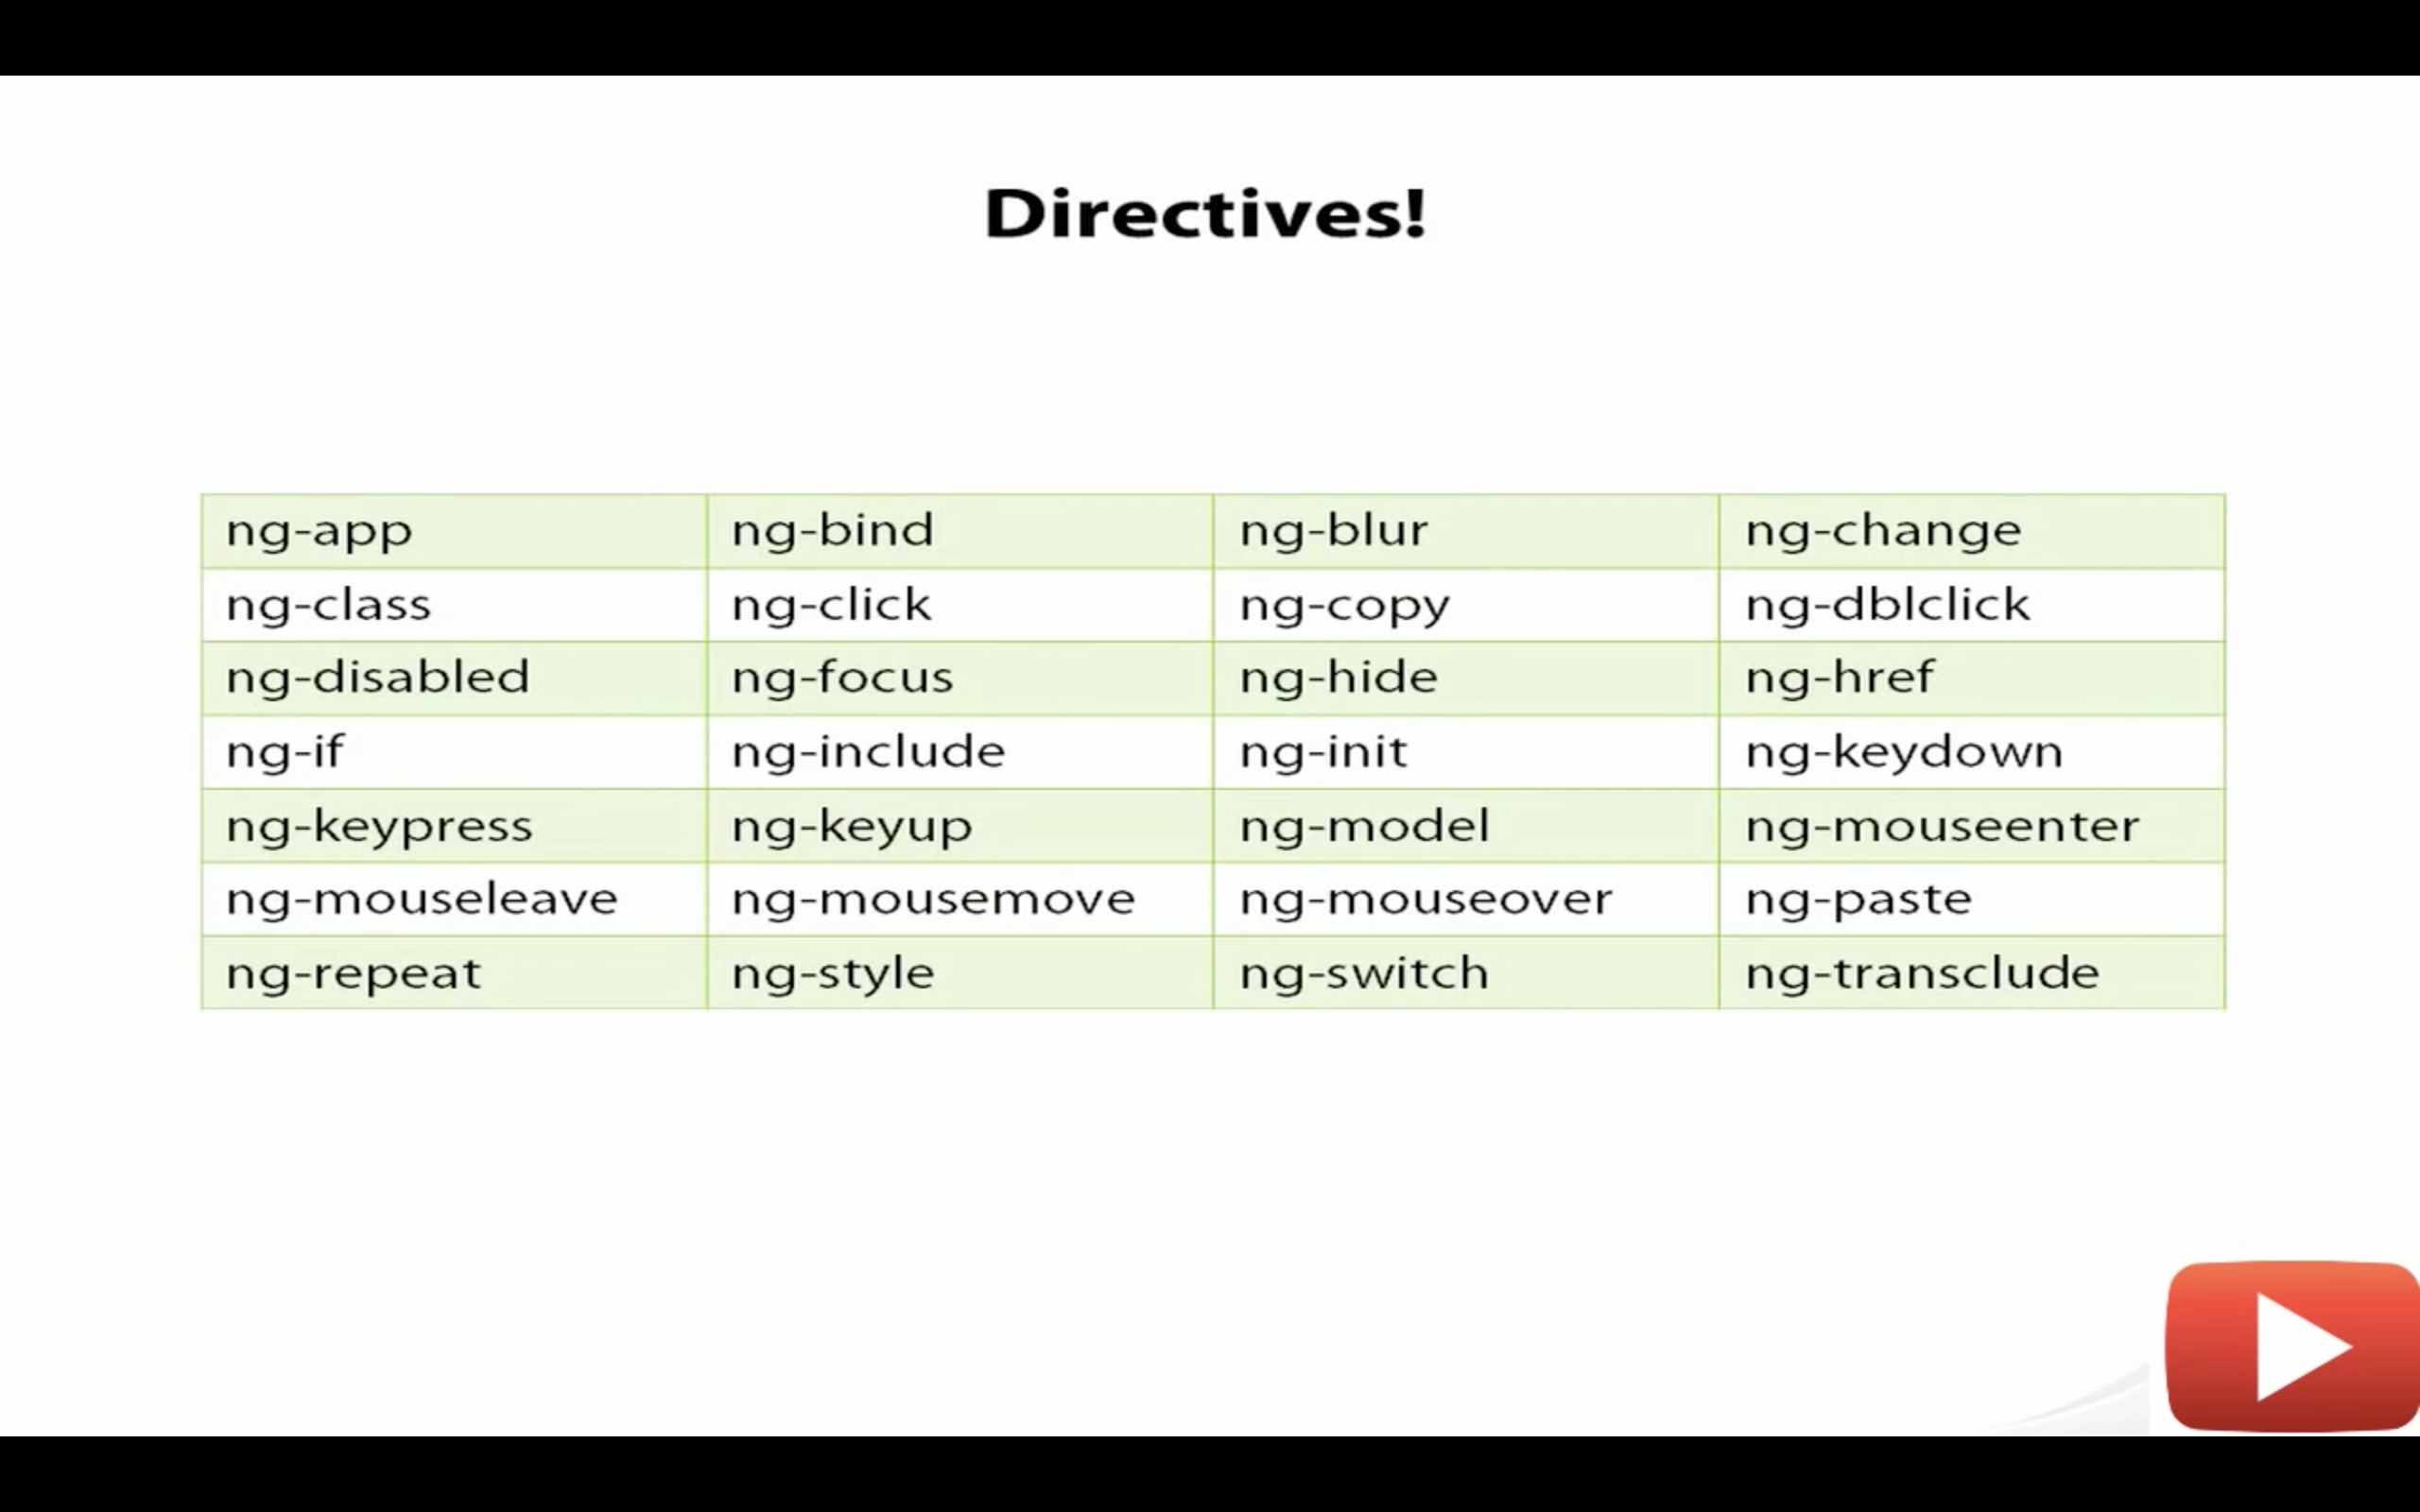 Directives!
ng-app ng-bind ng-blur ng-change
ng-class ng-click ng-copy ng-dblclick
ng-disabled ng-focus ng-hide ng-href
ng-if ng-include ng-init ng-keydown
ng-keypress ng-keyup ng-model ng-mouseenter
ng-mouseleave ng-mousemove ng-mouseover ng-paste
ng-repeat ng-style ng-switch ng-transclude